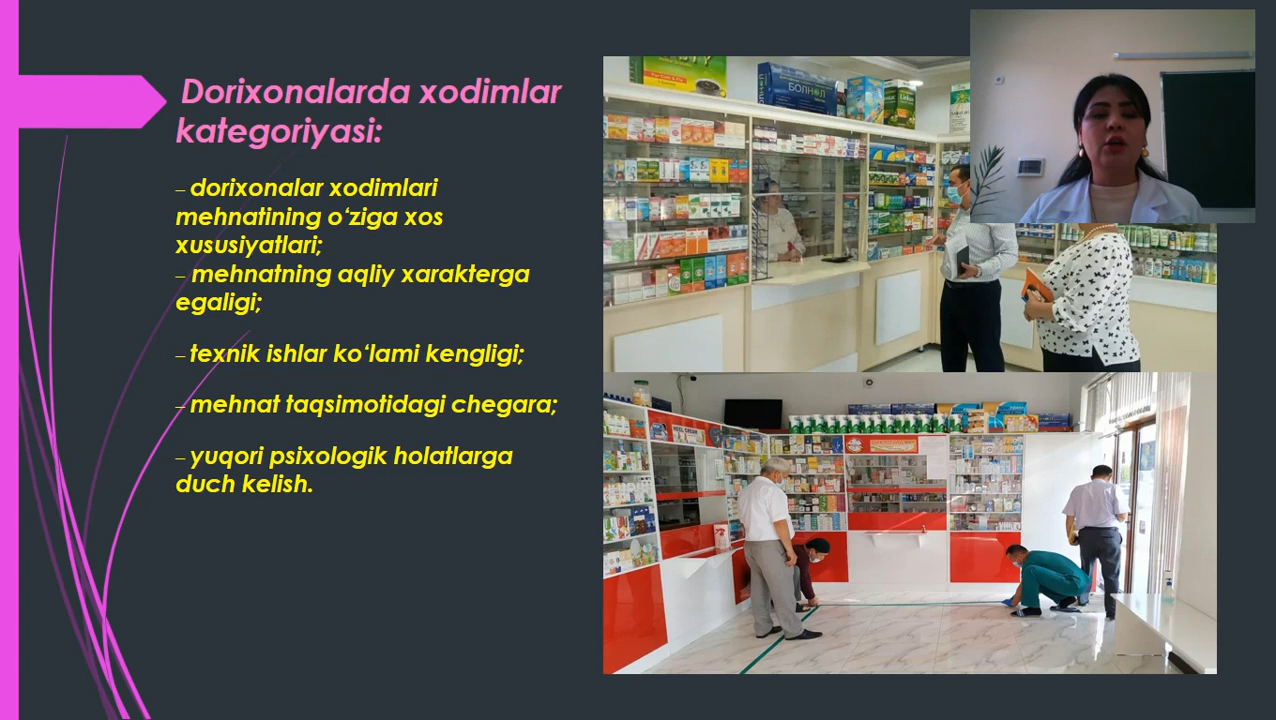 Dorixonalarda xodimlar
kategoriyasi:
– dorixonalar xodimlari
mehnatining o‘ziga xos
xususiyatlari;
– mehnatning aqliy xarakterga
egaligi;
– texnik ishlar ko‘lami kengligi;
– mehnat taqsimotidagi chegara;
– yuqori psixologik holatlarga
duch kelish.
БОЛНОЛ